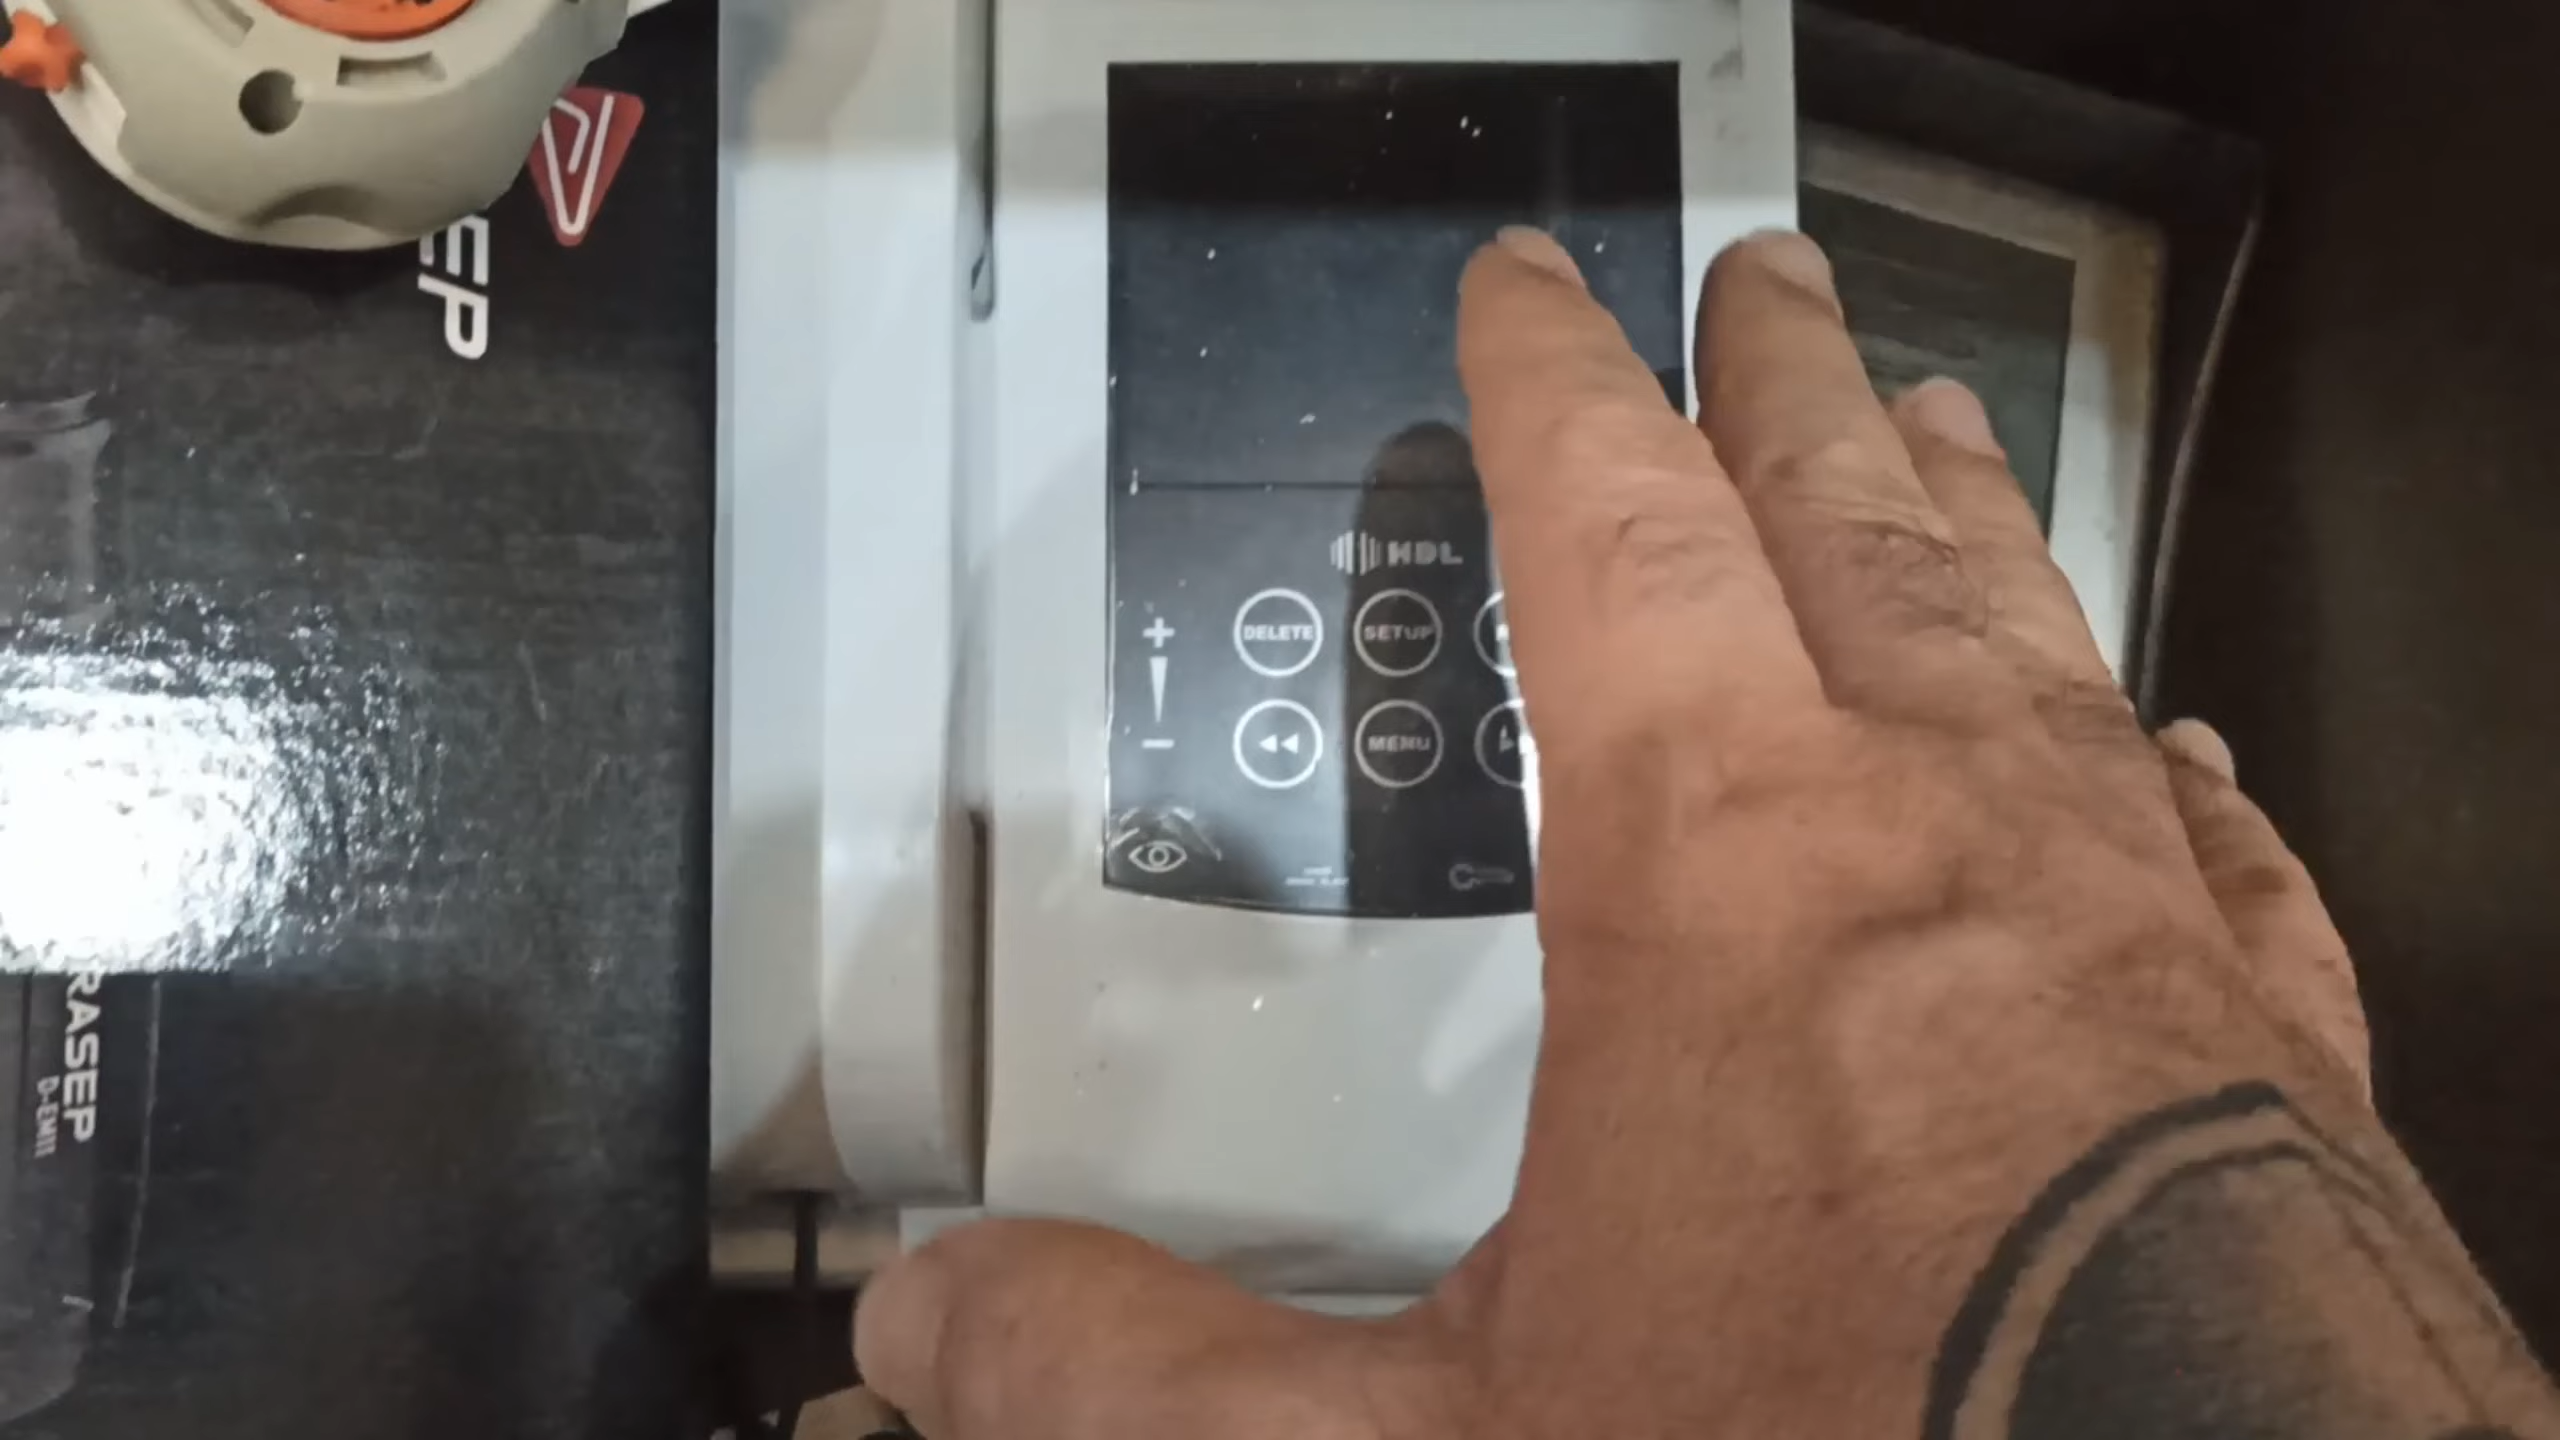 EP
HDL
+
DELETE SETUP
-
MENU
RASEP